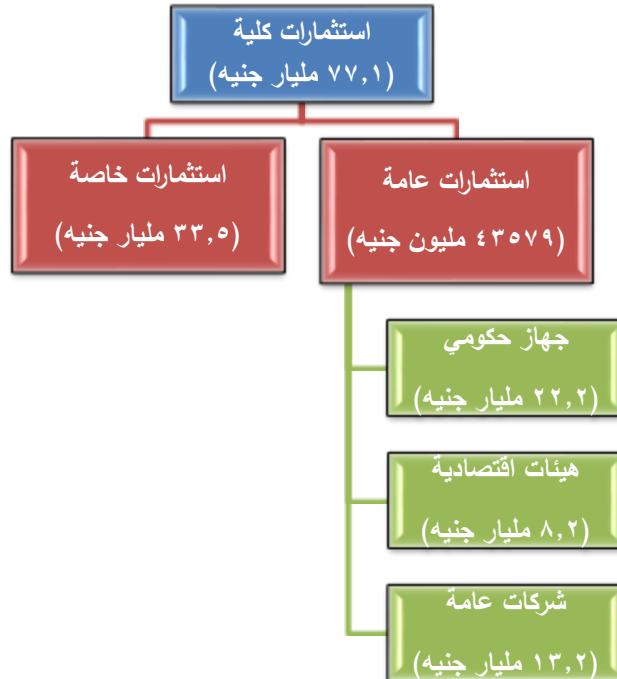 استثمارات كلية
(٧٧,١ مليار جنيه)
استثمارات عامة
(٤٣٥٧٩ مليون جنيه)
استثمارات خاصة
(٣٣,٥ مليار جنيه)
جهاز حكومي
(٢٢,٢ مليار جنيه)
هيئات اقتصادية
(٨,٢ مليار جنيه)
شركات عامة
(١٣,٢ مليار جنيه)